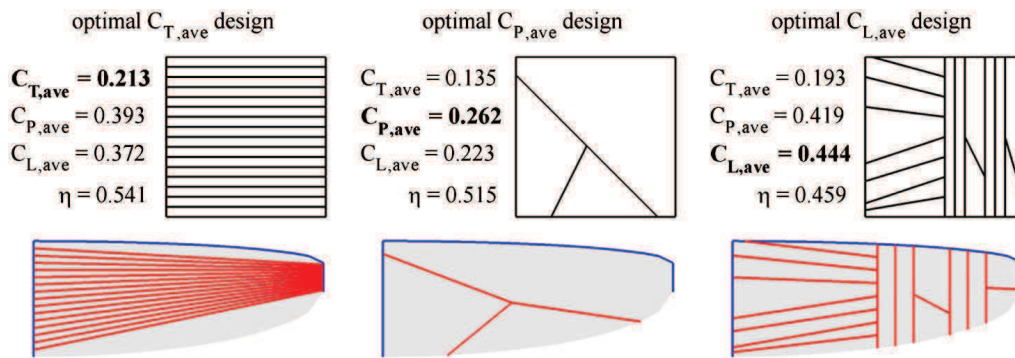 optimal C_T,ave design
C_T,ave = 0.213
C_P,ave = 0.393
C_L,ave = 0.372
η = 0.541
optimal C_P,ave design
C_T,ave = 0.135
C_P,ave = 0.262
C_L,ave = 0.223
η = 0.515
optimal C_L,ave design
C_T,ave = 0.193
C_P,ave = 0.419
C_L,ave = 0.444
η = 0.459